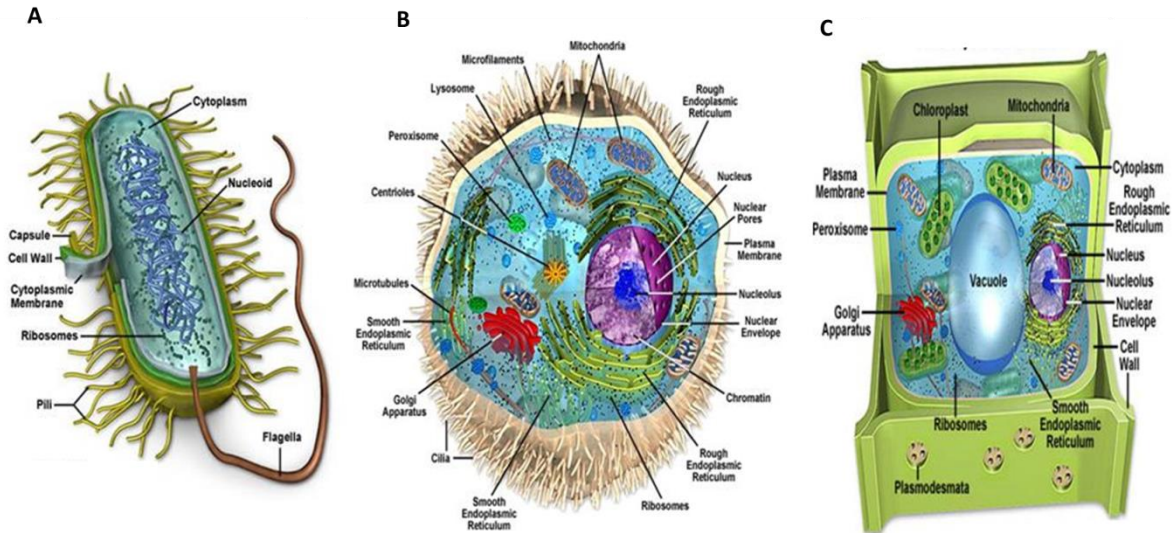 A
Cytoplasm
Nucleoid
Capsule
Cell Wall
Cytoplasmic
Membrane
Ribosomes
Pili
Flagella
B
Mitochondria
Microfilaments
Lysosome
Rough
Endoplasmic
Reticulum
Peroxisome
Centrioles
Nucleus
Nuclear
Pores
Plasma
Membrane
Microtubules
Nucleolus
Smooth
Endoplasmic
Reticulum
Nuclear
Envelope
Golgi
Apparatus
Chromatin
Cilia
Rough
Endoplasmic
Reticulum
Smooth
Endoplasmic
Reticulum
Ribosomes
C
Chloroplast
Mitochondria
Plasma
Membrane
Cytoplasm
Rough
Endoplasmic
Reticulum
Peroxisome
Nucleus
Vacuole
Nucleolus
Golgi
Apparatus
Nuclear
Envelope
Cell
Wall
Ribosomes
Smooth
Endoplasmic
Reticulum
Plasmodesmata